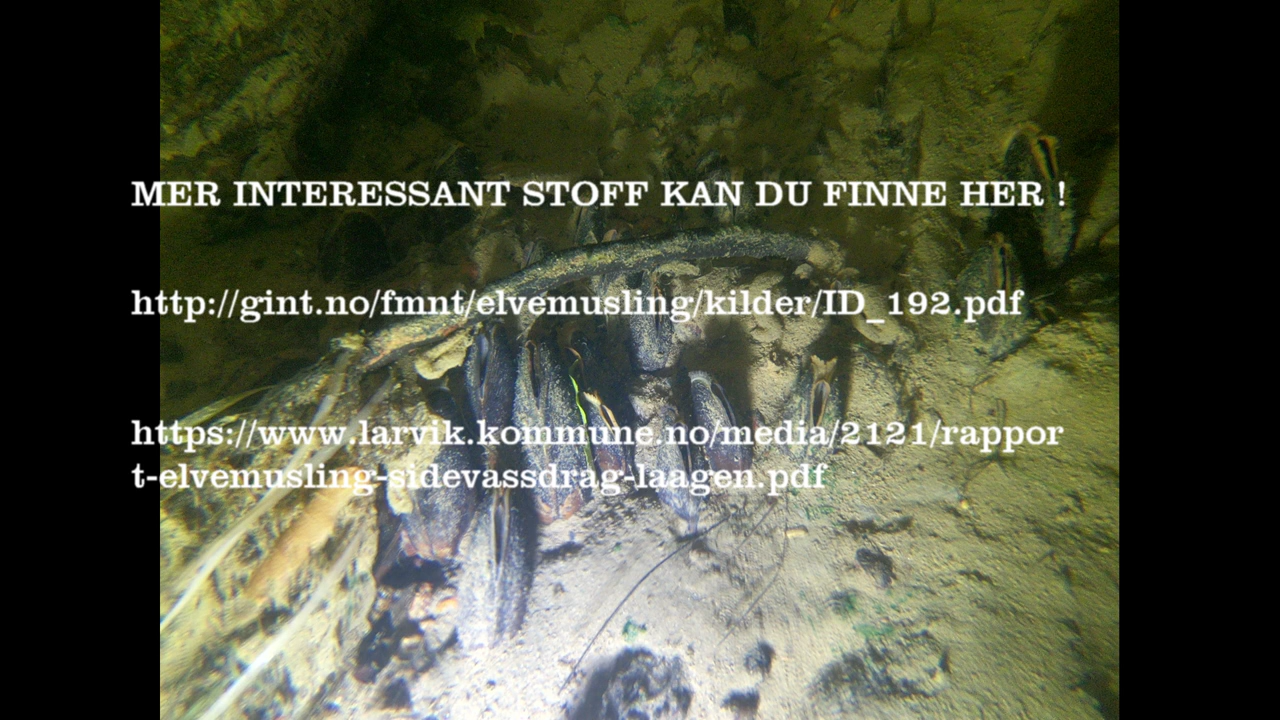 MER INTERESSANT STOFF KAN DU FINNE HER !
http://gint.no/fmnt/elvemusling/kilder/ID_192.pdf
https://www.larvik.kommune.no/media/2121/rappor
t-elvemusling-sidevassdrag-laagen.pdf